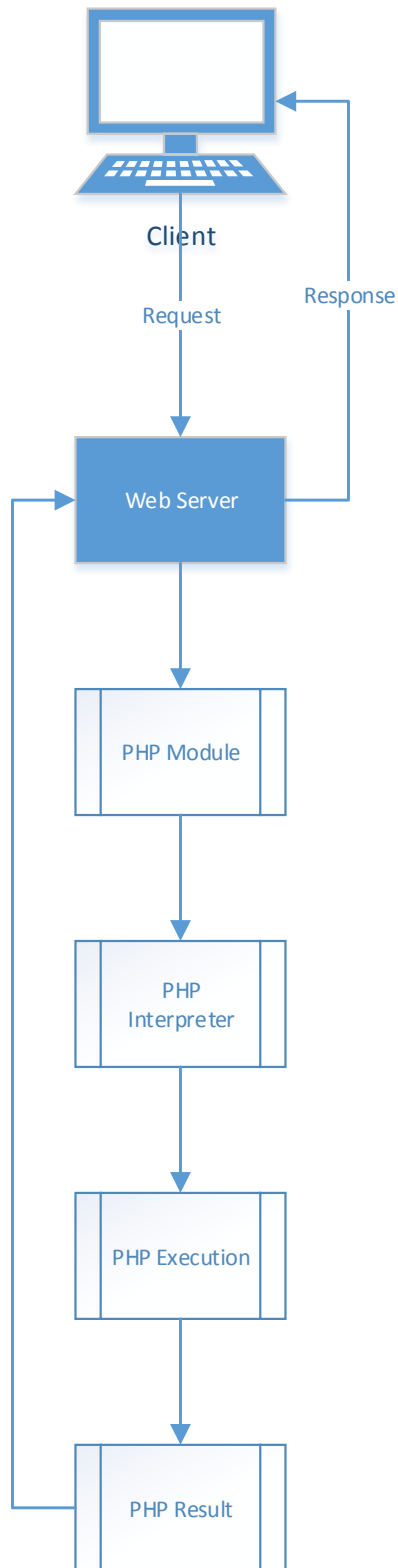 Client
Request
Response
Web Server
PHP Module
PHP
Interpreter
PHP Execution
PHP Result